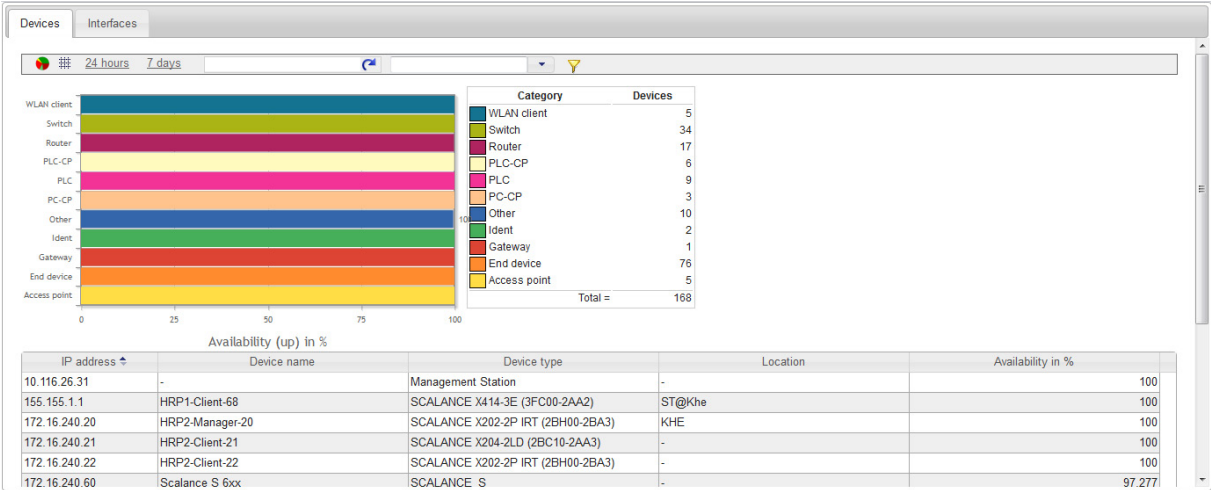 Devices Interfaces
24 hours 7 days
WLAN client
Switch
Router
PLC-CP
PLC
PC-CP
Other
Ident
Gateway
End device
Access point
0 25 50 75 100
Availability (up) in %
10
Category Devices
WLAN client 5
Switch 34
Router 17
PLC-CP 6
PLC 9
PC-CP 3
Other 10
Ident 2
Gateway 1
End device 76
Access point 5
Total = 168
IP address Device name Device type Location Availability in %
10.116.26.31 - Management Station - 100
155.155.1.1 HRP1-Client-68 SCALANCE X414-3E (3FC00-2AA2) ST@Khe 100
172.16.240.20 HRP2-Manager-20 SCALANCE X202-2P IRT (2BH00-2BA3) KHE 100
172.16.240.21 HRP2-Client-21 SCALANCE X204-2LD (2BC10-2AA3) - 100
172.16.240.22 HRP2-Client-22 SCALANCE X202-2P IRT (2BH00-2BA3) - 100
172.16.240.60 Scalance S 6xx SCALANCE S - 97.277